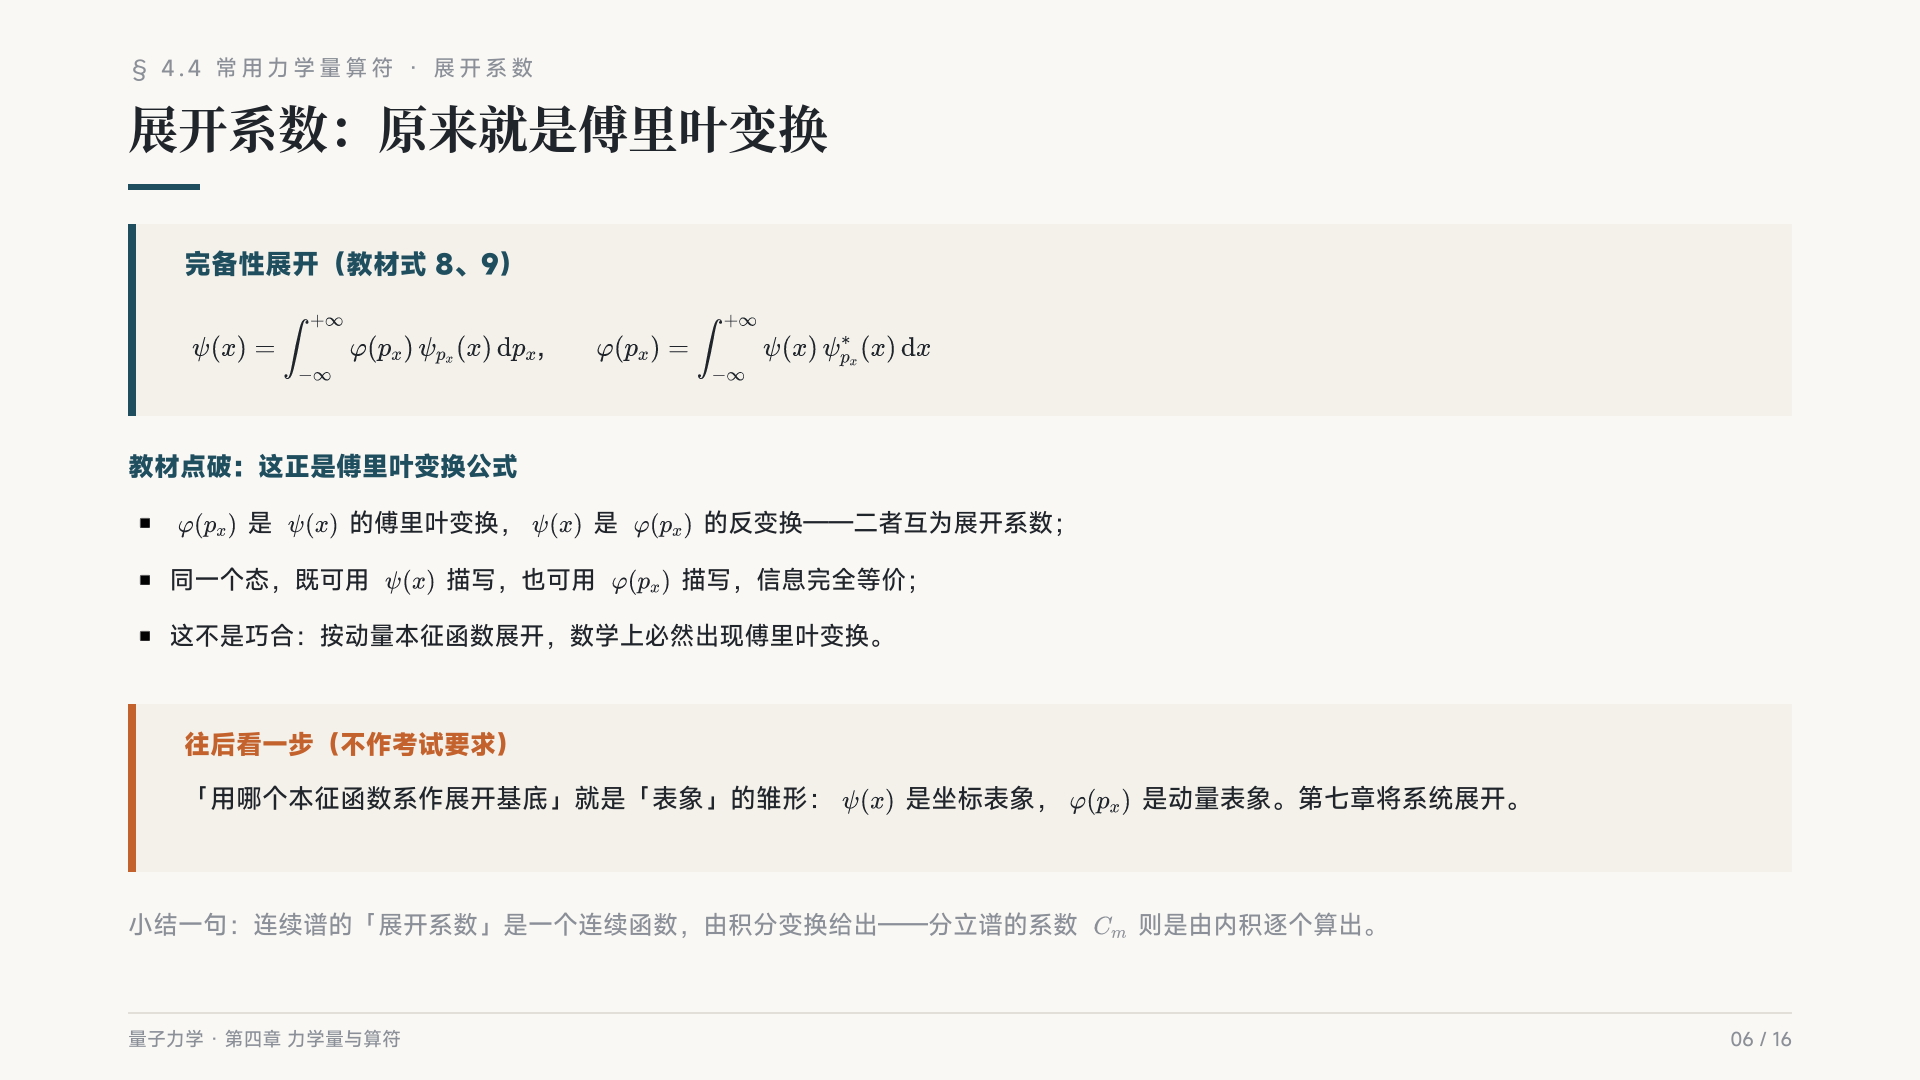 § 4.4 常用力学量算符 · 展开系数
展开系数：原来就是傅里叶变换
完备性展开（教材式 8、9）
ψ(x) = ∫_{−∞}^{+∞} φ(pₓ) ψ_{pₓ}(x) dpₓ,  φ(pₓ) = ∫_{−∞}^{+∞} ψ(x) ψ*_{pₓ}(x) dx
教材点破：这正是傅里叶变换公式
▪ φ(pₓ) 是 ψ(x) 的傅里叶变换，ψ(x) 是 φ(pₓ) 的反变换——二者互为展开系数；
▪ 同一个态，既可用 ψ(x) 描写，也可用 φ(pₓ) 描写，信息完全等价；
▪ 这不是巧合：按动量本征函数展开，数学上必然出现傅里叶变换。
往后看一步（不作考试要求）
「用哪个本征函数系作展开基底」就是「表象」的雏形：ψ(x) 是坐标表象，φ(pₓ) 是动量表象。第七章将系统展开。
小结一句：连续谱的「展开系数」是一个连续函数，由积分变换给出——分立谱的系数 C_m 则是由内积逐个算出。
量子力学 · 第四章 力学量与算符
06 / 16